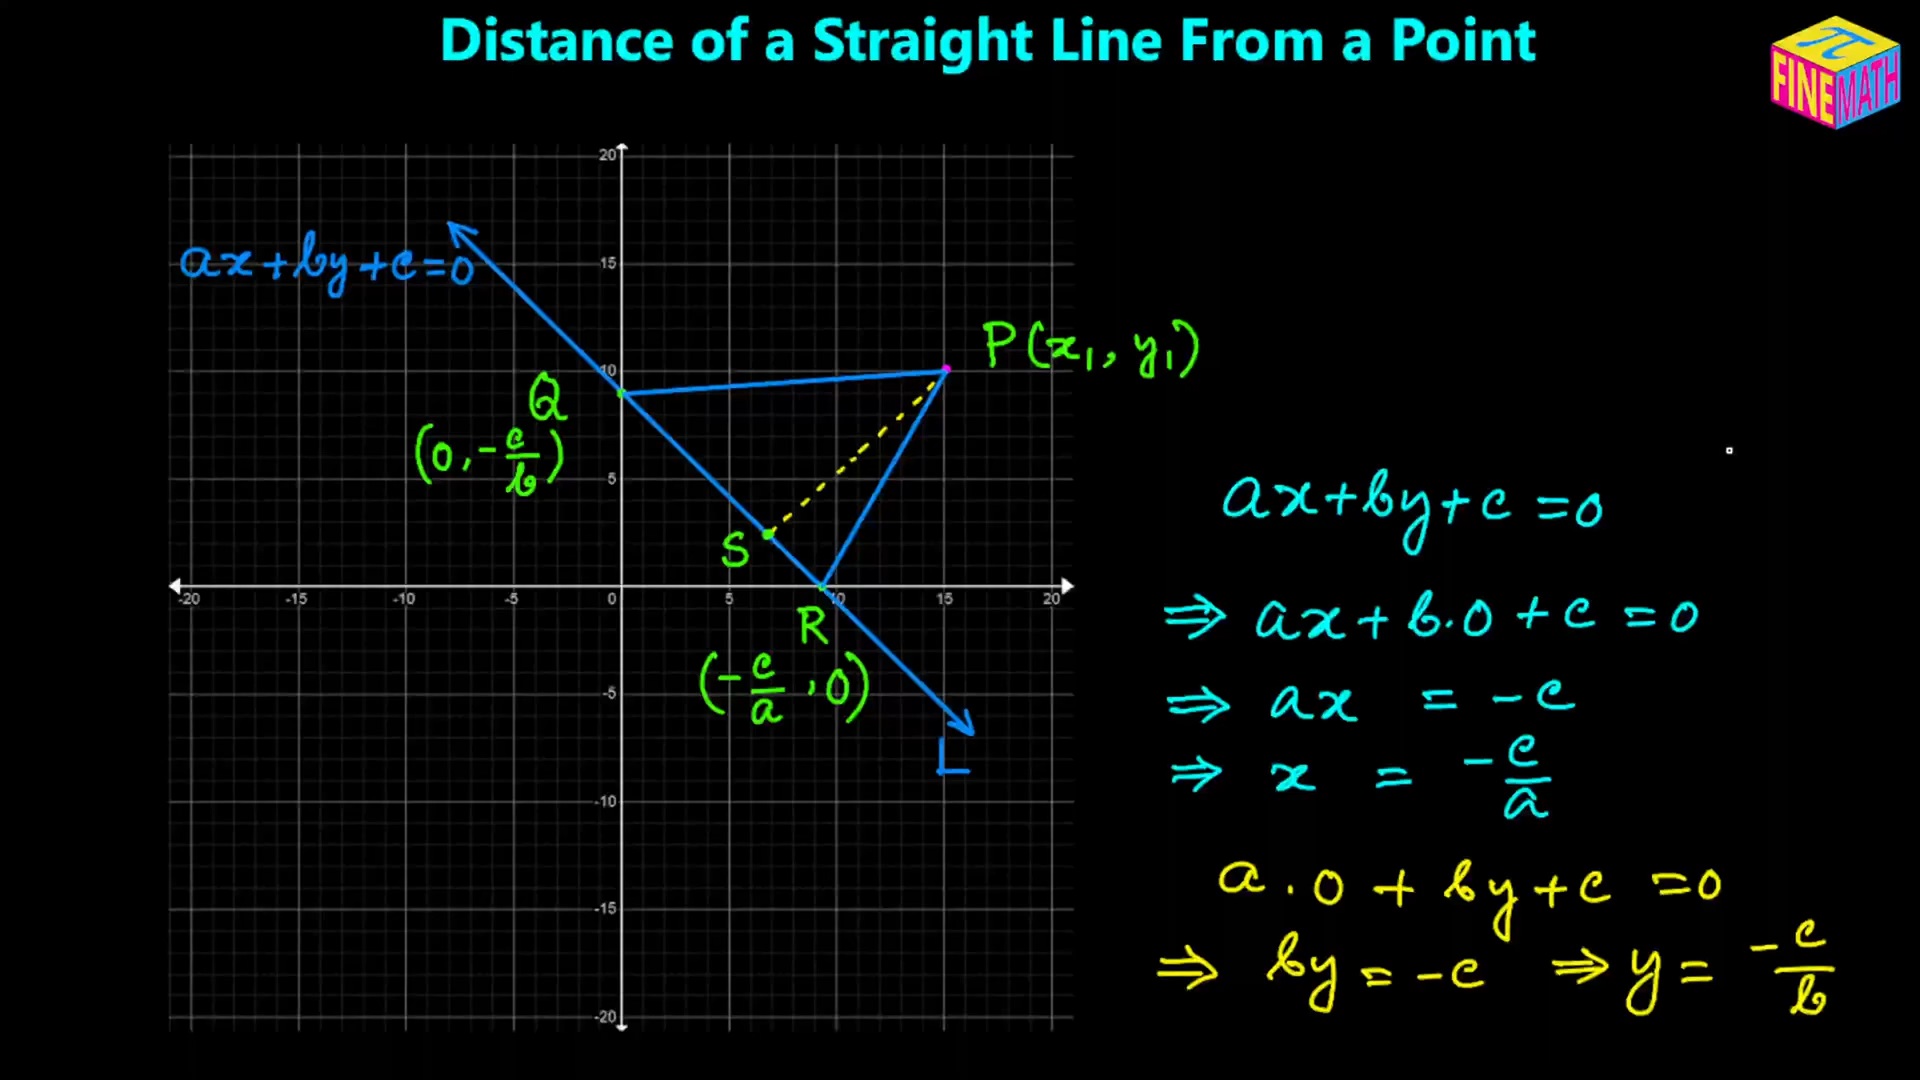 Distance of a Straight Line From a Point
π
FINE MATH
20
ax+by+c=0
15
P(x₁, y₁)
10
Q
(0, -c/b)
5
ax+by+c=0
S
-20 -15 -10 -5 0 5 10 15 20
⇒ ax+b.0+c=0
R
(-c/a, 0)
-5
⇒ ax = -c
L
⇒ x = -c/a
-10
a.0+by+c=0
-15
⇒ by=-c ⇒ y= -c/b
-20